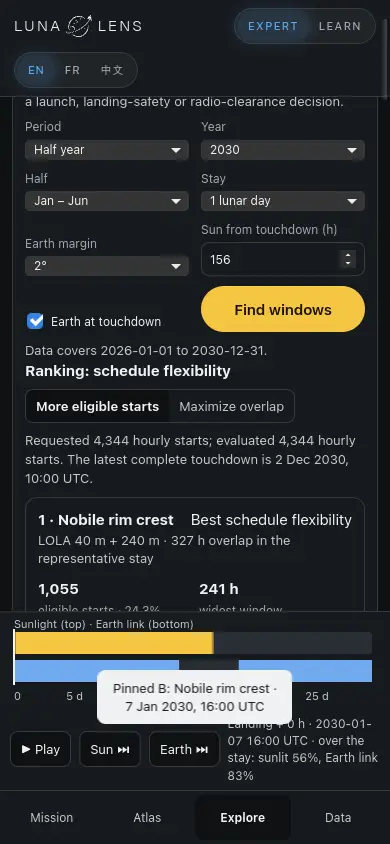 LUNA LENS
EXPERT LEARN
EN FR 中文
a launch, landing-safety or radio-clearance decision.
Period Year
Half year 2030
Half Stay
Jan – Jun 1 lunar day
Sun from touchdown (h)
Earth margin
156
2°
Earth at touchdown
Find windows
Data covers 2026-01-01 to 2030-12-31.
Ranking: schedule flexibility
More eligible starts Maximize overlap
Requested 4,344 hourly starts; evaluated 4,344 hourly
starts. The latest complete touchdown is 2 Dec 2030,
10:00 UTC.
1 · Nobile rim crest Best schedule flexibility
LOLA 40 m + 240 m · 327 h overlap in the
representative stay
1,055 241 h
eligible starts · 24.3% widest window
Sunlight (top) · Earth link (bottom)
0 5 d 25 d
Pinned B: Nobile rim crest ·
7 Jan 2030, 16:00 UTC
Landing + 0 h · 2030-01-
07 16:00 UTC · over the
stay: sunlit 56%, Earth link
83%
▶ Play Sun ⏭ Earth ⏭
Mission Atlas Explore Data